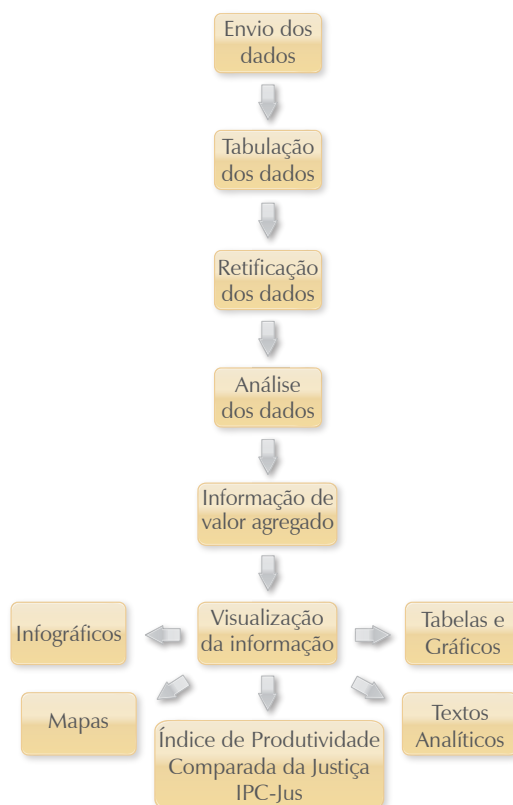 Envio dos
dados
Tabulação
dos dados
Retificação
dos dados
Análise
dos dados
Informação de
valor agregado
Infográficos
Visualização
da informação
Tabelas e
Gráficos
Mapas
Índice de Produtividade
Comparada da Justiça
IPC-Jus
Textos
Analíticos